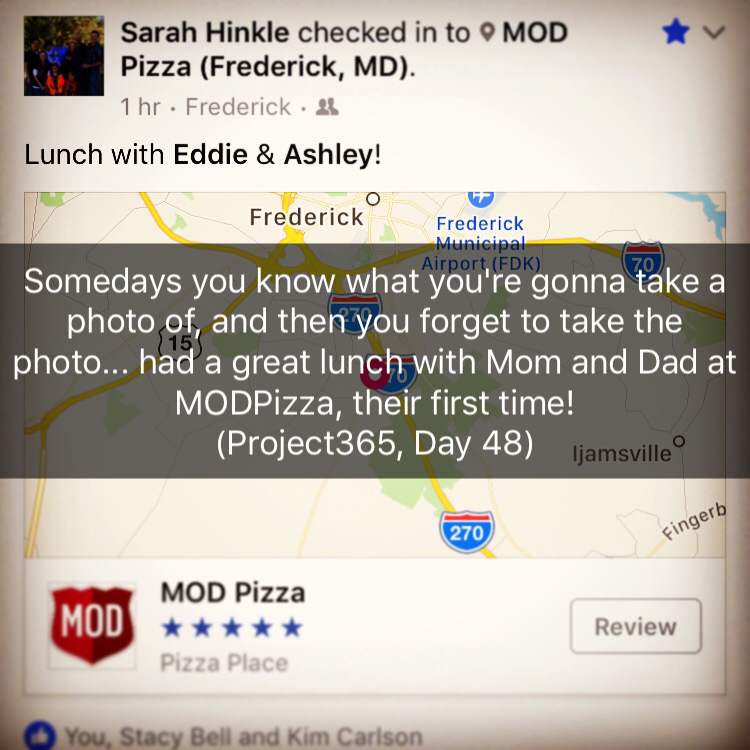 Sarah Hinkle checked in to MOD
Pizza (Frederick, MD).
1 hr · Frederick ·
Lunch with Eddie & Ashley!
Frederick
Frederick
Municipal
Airport (FDK)
70
Somedays you know what you're gonna take a
photo of, and then you forget to take the
photo... had a great lunch with Mom and Dad at
MODPizza, their first time!
(Project365, Day 48)
270
15
70
Ijamsville
Fingerb
270
MOD
MOD Pizza
Pizza Place
Review
You, Stacy Bell and Kim Carlson